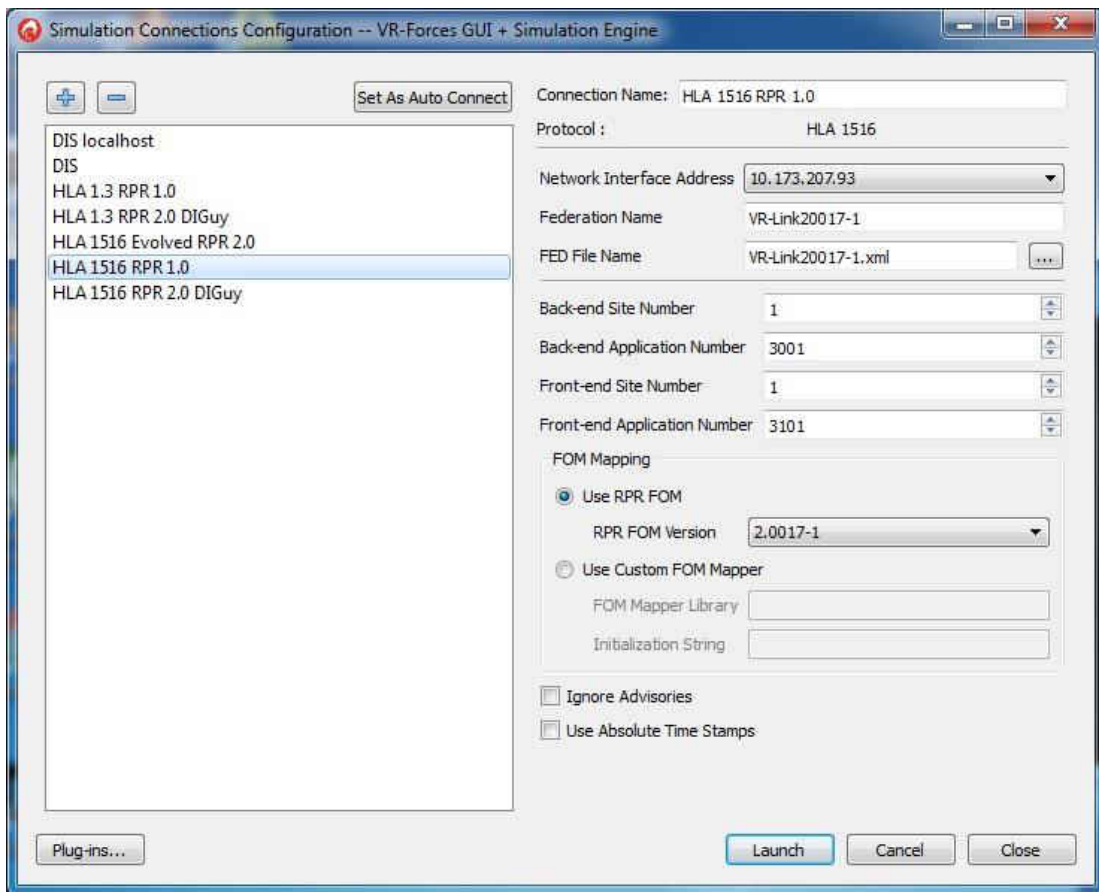 Simulation Connections Configuration -- VR-Forces GUI + Simulation Engine
Set As Auto Connect
DIS localhost
DIS
HLA 1.3 RPR 1.0
HLA 1.3 RPR 2.0 DIGuy
HLA 1516 Evolved RPR 2.0
HLA 1516 RPR 1.0
HLA 1516 RPR 2.0 DIGuy
Connection Name: HLA 1516 RPR 1.0
Protocol : HLA 1516
Network Interface Address 10.173.207.93
Federation Name VR-Link20017-1
FED File Name VR-Link20017-1.xml ...
Back-end Site Number 1
Back-end Application Number 3001
Front-end Site Number 1
Front-end Application Number 3101
FOM Mapping
Use RPR FOM
RPR FOM Version 2.0017-1
Use Custom FOM Mapper
FOM Mapper Library
Initialization String
Ignore Advisories
Use Absolute Time Stamps
Plug-ins... Launch Cancel Close